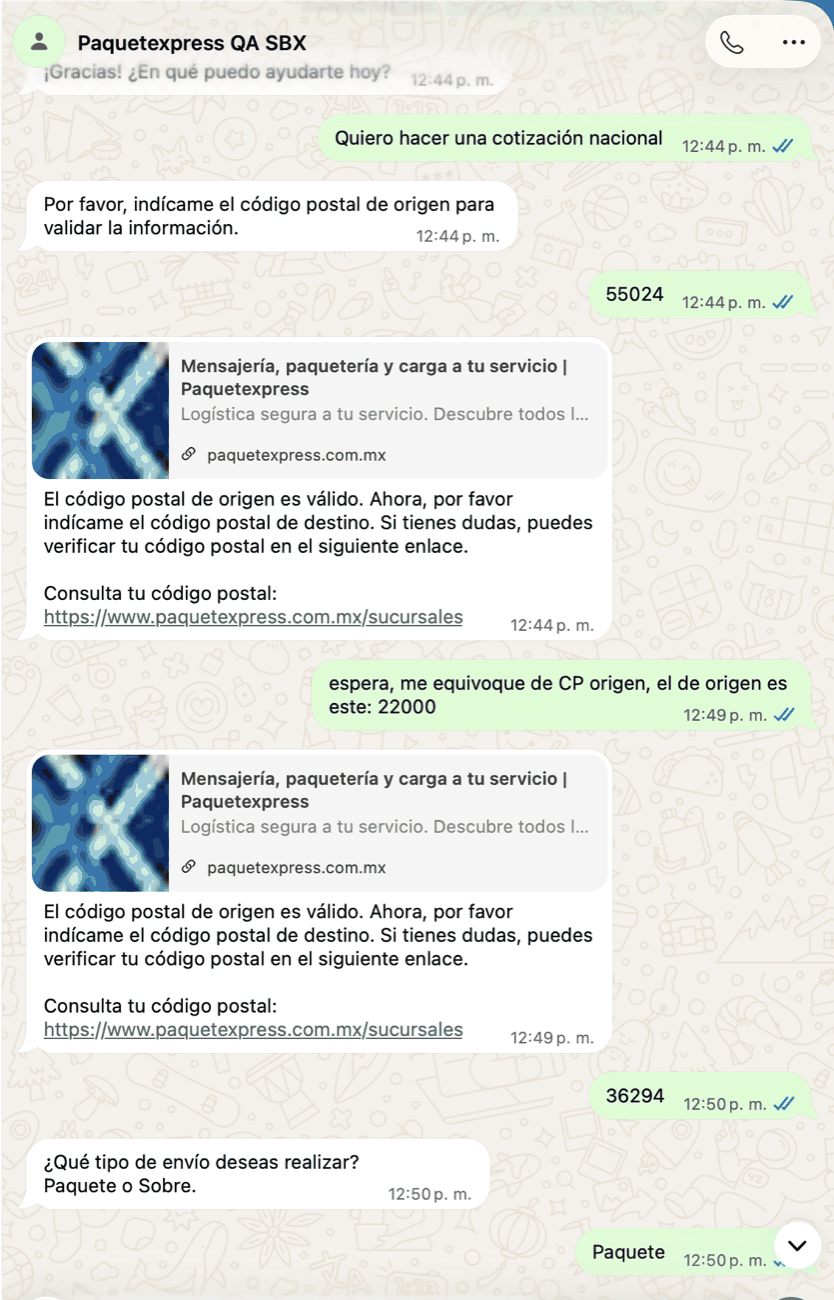 Paquetexpress QA SBX
¡Gracias! ¿En qué puedo ayudarte hoy? 12:44 p. m.
Quiero hacer una cotización nacional 12:44 p. m.
Por favor, indícame el código postal de origen para
validar la información. 12:44 p. m.
55024 12:44 p. m.
Mensajería, paquetería y carga a tu servicio |
Paquetexpress
Logística segura a tu servicio. Descubre todos l...
paquetexpress.com.mx
El código postal de origen es válido. Ahora, por favor
indícame el código postal de destino. Si tienes dudas, puedes
verificar tu código postal en el siguiente enlace.
Consulta tu código postal:
https://www.paquetexpress.com.mx/sucursales 12:44 p. m.
espera, me equivoque de CP origen, el de origen es
este: 22000 12:49 p. m.
Mensajería, paquetería y carga a tu servicio |
Paquetexpress
Logística segura a tu servicio. Descubre todos l...
paquetexpress.com.mx
El código postal de origen es válido. Ahora, por favor
indícame el código postal de destino. Si tienes dudas, puedes
verificar tu código postal en el siguiente enlace.
Consulta tu código postal:
https://www.paquetexpress.com.mx/sucursales 12:49 p. m.
36294 12:50 p. m.
¿Qué tipo de envío deseas realizar?
Paquete o Sobre. 12:50 p. m.
Paquete 12:50 p. m.